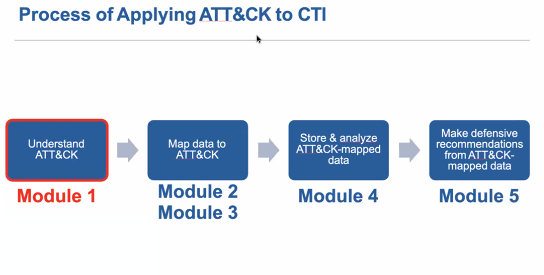 Process of Applying ATT&CK to CTI
Understand
ATT&CK
Map data to
ATT&CK
Store & analyze
ATT&CK-mapped
data
Make defensive
recommendations
from ATT&CK-
mapped data
Module 1
Module 2
Module 3
Module 4
Module 5